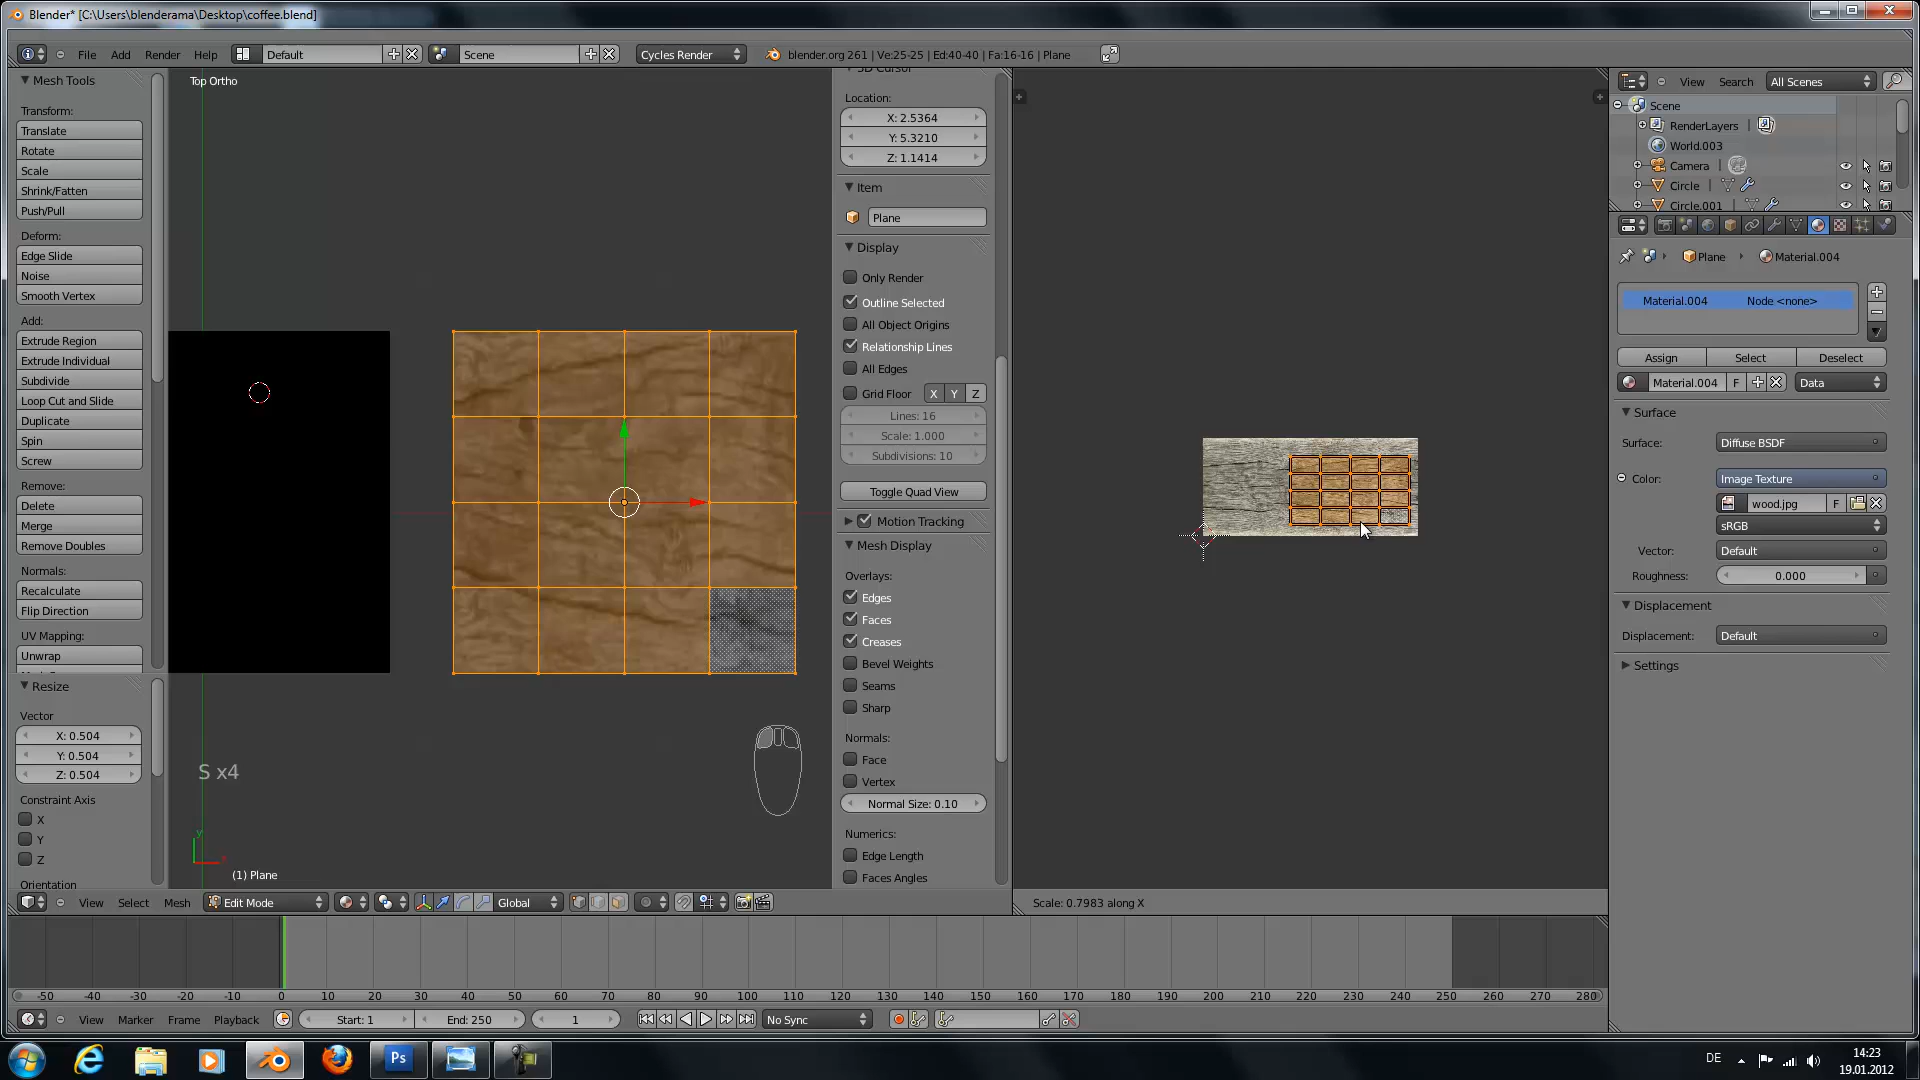 Blender* [C:\Users\blenderama\Desktop\coffee.blend]
File Add Render Help Default Scene Cycles Render blender.org 261 | Ve:25-25 | Ed:40-40 | Fa:16-16 | Plane
Mesh Tools
Transform:
Translate
Rotate
Scale
Shrink/Fatten
Push/Pull
Deform:
Edge Slide
Noise
Smooth Vertex
Add:
Extrude Region
Extrude Individual
Subdivide
Loop Cut and Slide
Duplicate
Spin
Screw
Remove:
Delete
Merge
Remove Doubles
Normals:
Recalculate
Flip Direction
UV Mapping:
Unwrap
Resize
Vector
X: 0.504
Y: 0.504
Z: 0.504
Constraint Axis
X
Y
Z
Orientation
Top Ortho
S x4
y
(1) Plane
3D Cursor
Location:
X: 2.5364
Y: 5.3210
Z: 1.1414
Item
Plane
Display
Only Render
Outline Selected
All Object Origins
Relationship Lines
All Edges
Grid Floor X Y Z
Lines: 16
Scale: 1.000
Subdivisions: 10
Toggle Quad View
Motion Tracking
Mesh Display
Overlays:
Edges
Faces
Creases
Bevel Weights
Seams
Sharp
Normals:
Face
Vertex
Normal Size: 0.10
Numerics:
Edge Length
Faces Angles
View Select Mesh Edit Mode Global
Scale: 0.7983 along X
View Search All Scenes
Scene
RenderLayers
World.003
Camera
Circle
Circle.001
Plane Material.004
Material.004 Node <none>
Assign Select Deselect
Material.004 F Data
Surface
Surface: Diffuse BSDF
Color: Image Texture
wood.jpg F
sRGB
Vector: Default
Roughness: 0.000
Displacement
Displacement: Default
Settings
-50 -40 -30 -20 -10 0 10 20 30 40 50 60 70 80 90 100 110 120 130 140 150 160 170 180 190 200 210 220 230 240 250 260 270 280
View Marker Frame Playback Start: 1 End: 250 1 No Sync
Ps
DE
14:23
19.01.2012